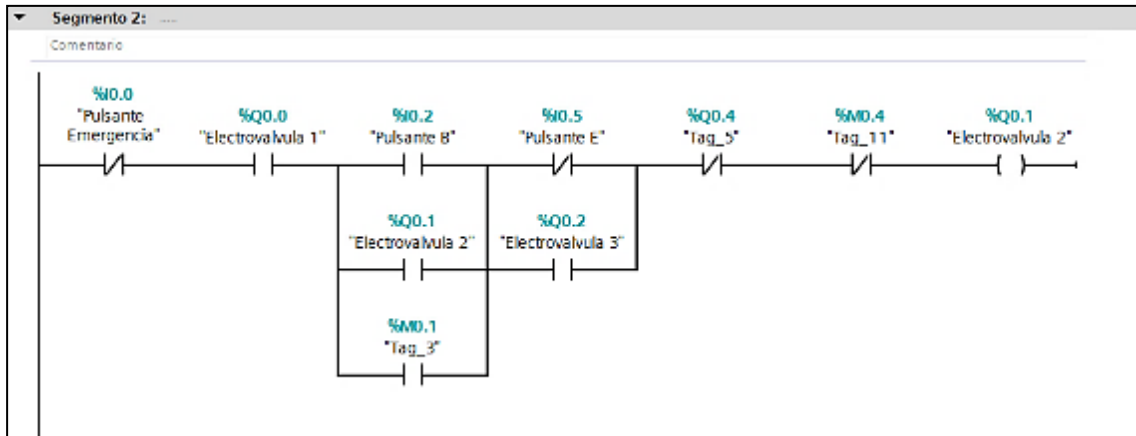 Segmento 2: ....
Comentario
%I0.0
"Pulsante
Emergencia"
%Q0.0
"Electrovalvula 1"
%I0.2
"Pulsante B"
%I0.5
"Pulsante E"
%Q0.4
"Tag_5"
%M0.4
"Tag_11"
%Q0.1
"Electrovalvula 2"
%Q0.1
"Electrovalvula 2"
%Q0.2
"Electrovalvula 3"
%M0.1
"Tag_3"